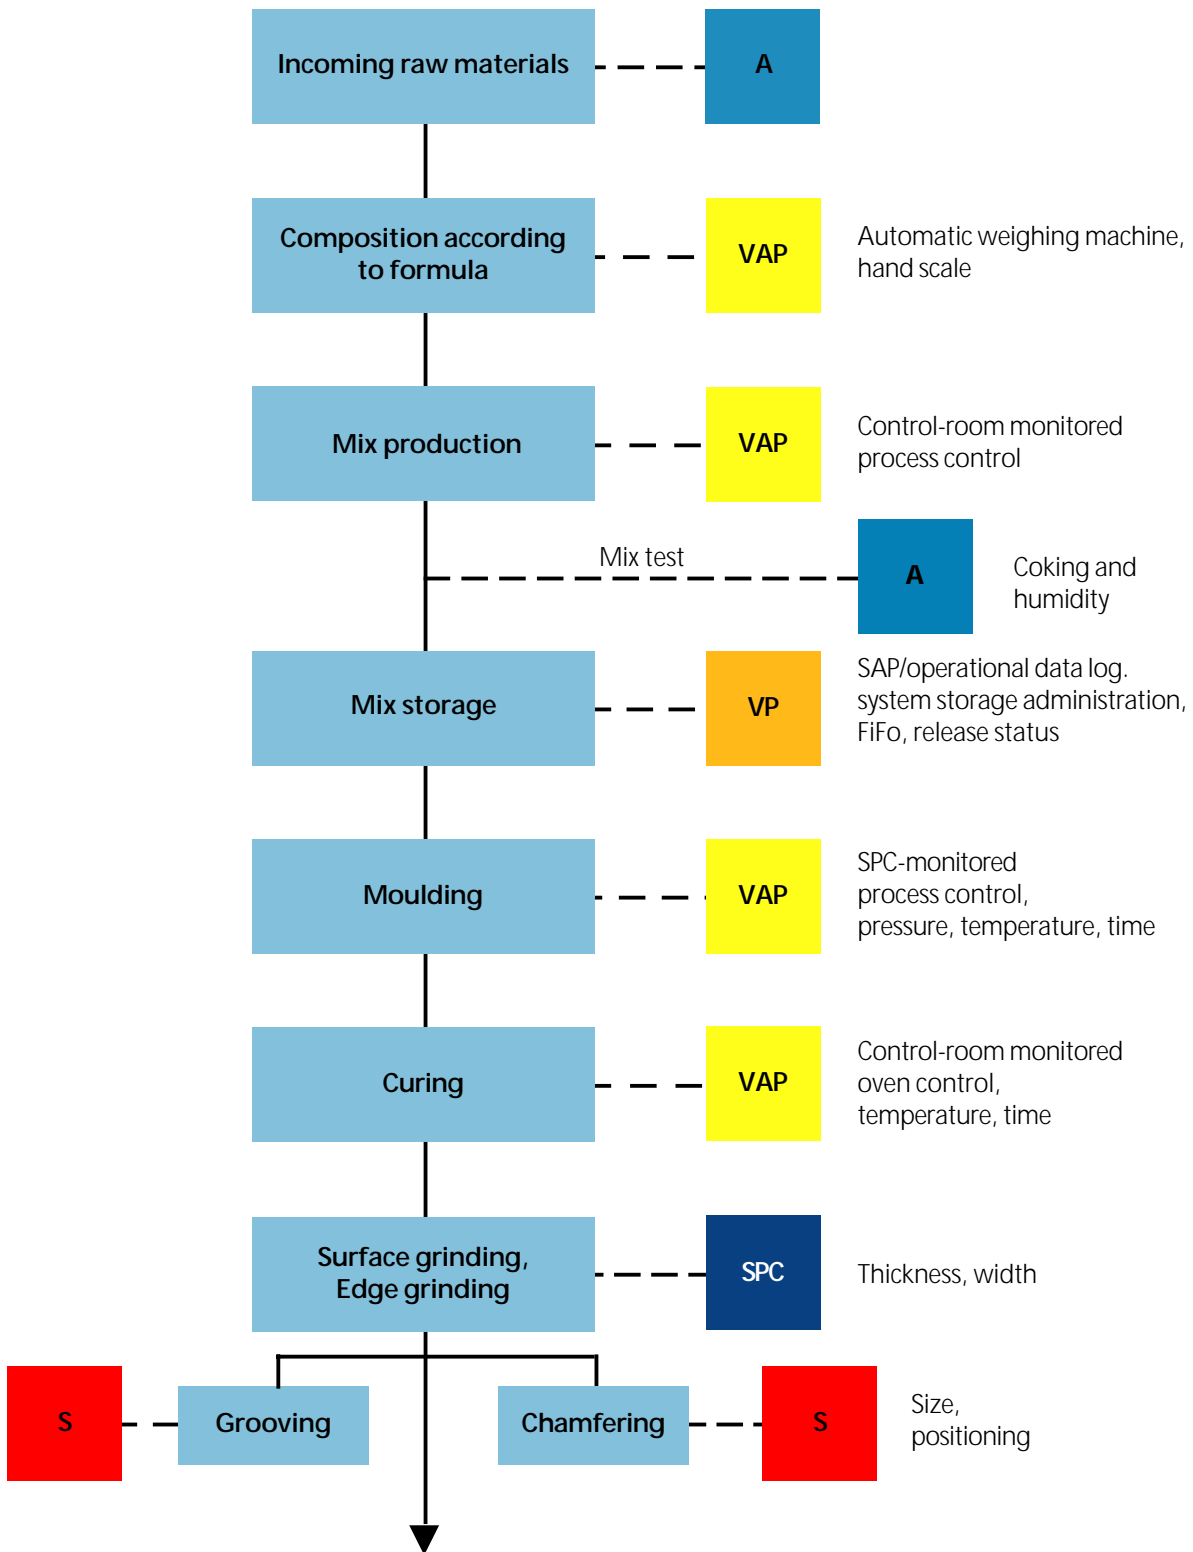 Incoming raw materials
A
Composition according
to formula
VAP
Automatic weighing machine,
hand scale
Mix production
VAP
Control-room monitored
process control
Mix test
A
Coking and
humidity
Mix storage
VP
SAP/operational data log.
system storage administration,
FiFo, release status
Moulding
VAP
SPC-monitored
process control,
pressure, temperature, time
Curing
VAP
Control-room monitored
oven control,
temperature, time
Surface grinding,
Edge grinding
SPC
Thickness, width
S
Grooving
Chamfering
S
Size,
positioning